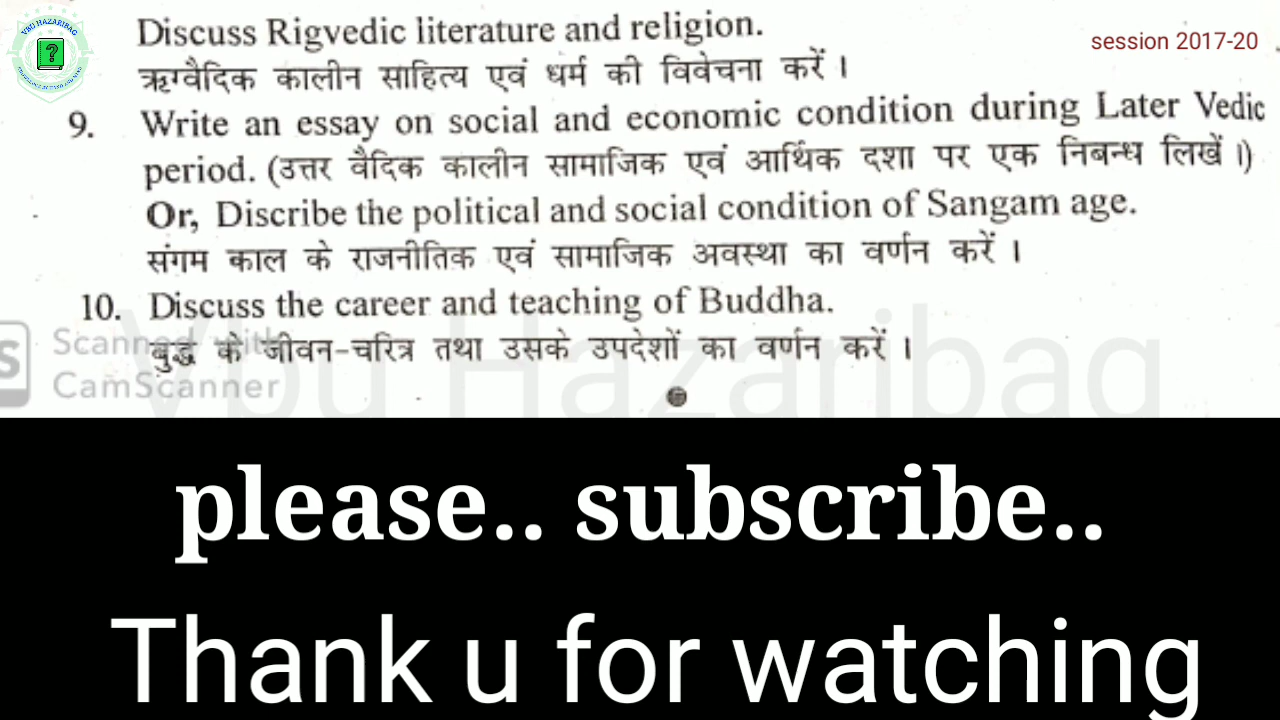 VBU HAZARIBAG
session 2017-20
Discuss Rigvedic literature and religion.
ऋग्वैदिक कालीन साहित्य एवं धर्म की विवेचना करें ।
9. Write an essay on social and economic condition during Later Vedic
period. (उत्तर वैदिक कालीन सामाजिक एवं आर्थिक दशा पर एक निबन्ध लिखें ।)
Or, Discribe the political and social condition of Sangam age.
संगम काल के राजनीतिक एवं सामाजिक अवस्था का वर्णन करें ।
10. Discuss the career and teaching of Buddha.
बुद्ध के जीवन-चरित्र तथा उसके उपदेशों का वर्णन करें ।
Scanned with
CamScanner
Vbu Hazaribag
please.. subscribe..
Thank u for watching